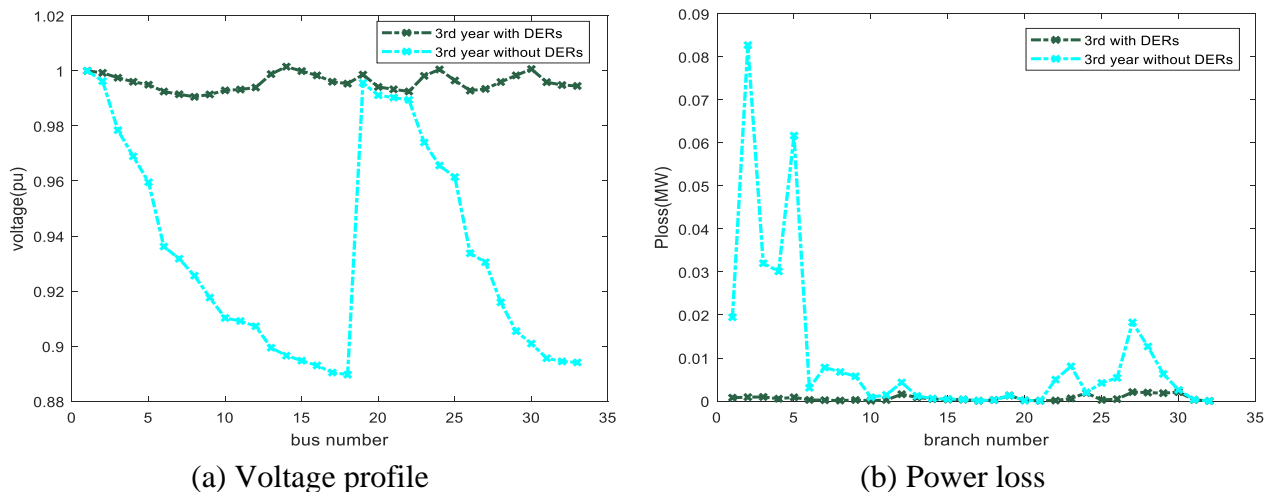 1.02
1
0.98
0.96
0.94
0.92
0.9
0.88
voltage(pu)
0 5 10 15 20 25 30 35
bus number
3rd year with DERs
3rd year without DERs
(a) Voltage profile
0.09
0.08
0.07
0.06
0.05
0.04
0.03
0.02
0.01
0
Ploss(MW)
0 5 10 15 20 25 30 35
branch number
3rd with DERs
3rd year without DERs
(b) Power loss